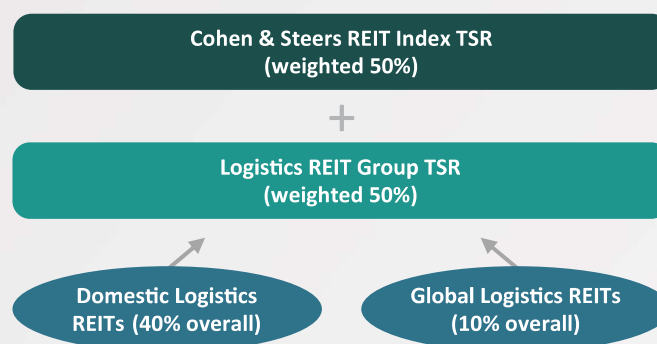 Cohen & Steers REIT Index TSR
(weighted 50%)
+
Logistics REIT Group TSR
(weighted 50%)
Domestic Logistics
REITs (40% overall)
Global Logistics REITs
(10% overall)